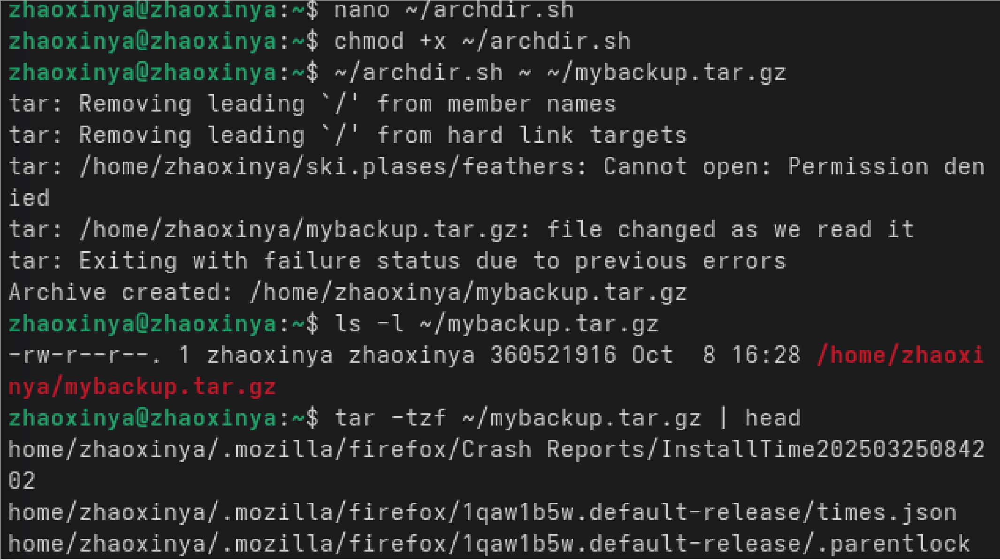 zhaoxinya@zhaoxinya:~$ nano ~/archdir.sh
zhaoxinya@zhaoxinya:~$ chmod +x ~/archdir.sh
zhaoxinya@zhaoxinya:~$ ~/archdir.sh ~ ~/mybackup.tar.gz
tar: Removing leading `/' from member names
tar: Removing leading `/' from hard link targets
tar: /home/zhaoxinya/ski.plases/feathers: Cannot open: Permission den
ied
tar: /home/zhaoxinya/mybackup.tar.gz: file changed as we read it
tar: Exiting with failure status due to previous errors
Archive created: /home/zhaoxinya/mybackup.tar.gz
zhaoxinya@zhaoxinya:~$ ls -l ~/mybackup.tar.gz
-rw-r--r--. 1 zhaoxinya zhaoxinya 360521916 Oct  8 16:28 /home/zhaoxi
nya/mybackup.tar.gz
zhaoxinya@zhaoxinya:~$ tar -tzf ~/mybackup.tar.gz | head
home/zhaoxinya/.mozilla/firefox/Crash Reports/InstallTime202503250842
02
home/zhaoxinya/.mozilla/firefox/1qaw1b5w.default-release/times.json
home/zhaoxinya/.mozilla/firefox/1qaw1b5w.default-release/.parentlock